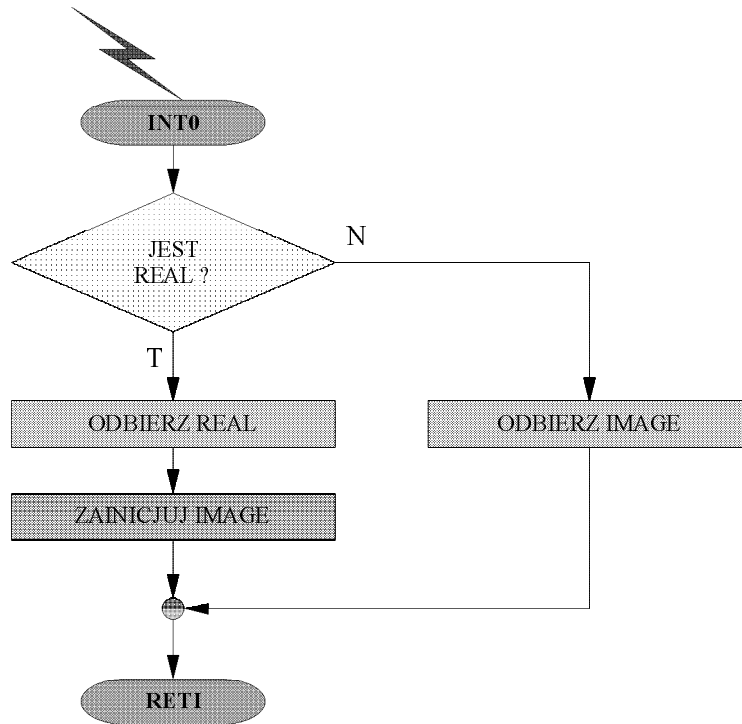 INT0
JEST
REAL ?
N
T
ODBIERZ REAL
ODBIERZ IMAGE
ZAINICJUJ IMAGE
RETI